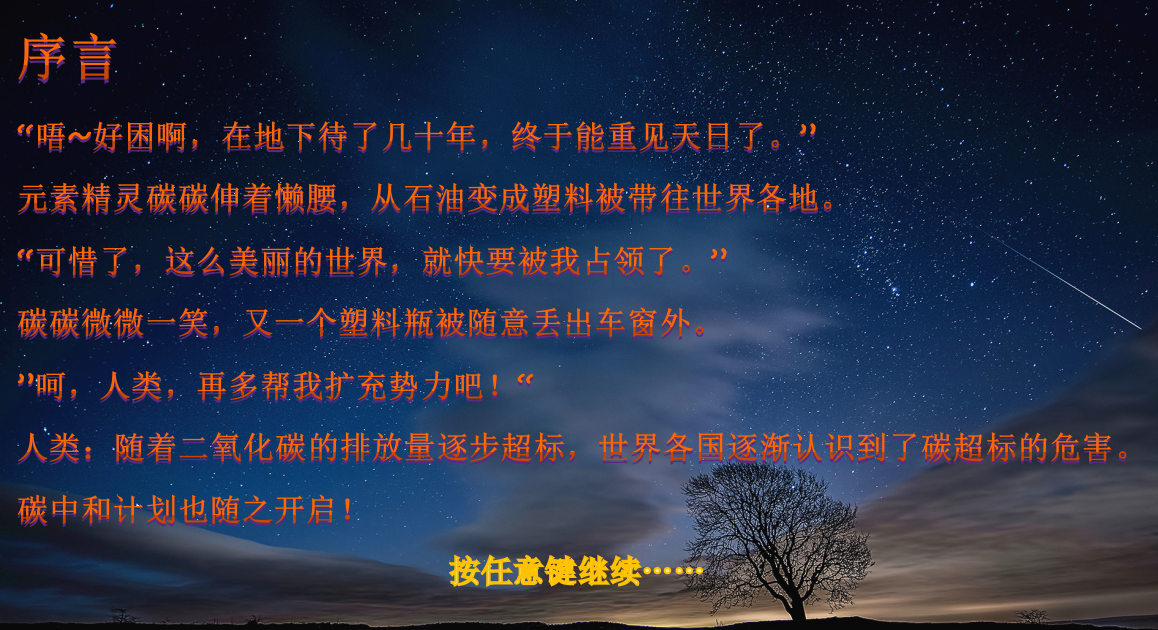 序言
“唔~好困啊，在地下待了几十年，终于能重见天日了。”
元素精灵碳碳伸着懒腰，从石油变成塑料被带往世界各地。
“可惜了，这么美丽的世界，就快要被我占领了。”
碳碳微微一笑，又一个塑料瓶被随意丢出车窗外。
”呵，人类，再多帮我扩充势力吧！“
人类：随着二氧化碳的排放量逐步超标，世界各国逐渐认识到了碳超标的危害。
碳中和计划也随之开启！
按任意键继续……